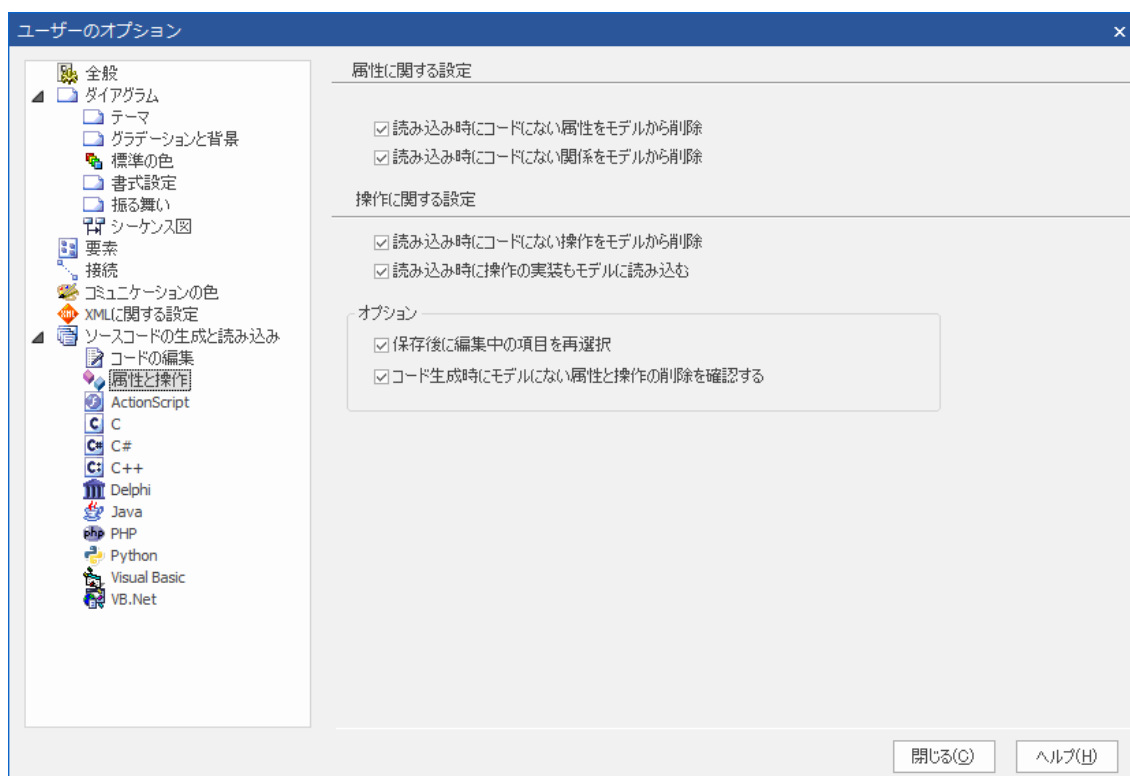 ユーザーのオプション
全般
ダイアグラム
テーマ
グラデーションと背景
標準の色
書式設定
振る舞い
シーケンス図
要素
接続
コミュニケーションの色
XMLに関する設定
ソースコードの生成と読み込み
コードの編集
属性と操作
ActionScript
C
C#
C++
Delphi
Java
PHP
Python
Visual Basic
VB.Net
属性に関する設定
読み込み時にコードにない属性をモデルから削除
読み込み時にコードにない関係をモデルから削除
操作に関する設定
読み込み時にコードにない操作をモデルから削除
読み込み時に操作の実装もモデルに読み込む
オプション
保存後に編集中の項目を再選択
コード生成時にモデルにない属性と操作の削除を確認する
閉じる(C)
ヘルプ(H)